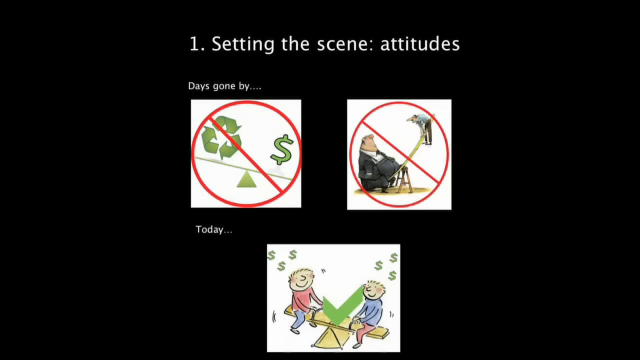 1. Setting the scene: attitudes
Days gone by....
$
Today...
$ $ $ $ $ $